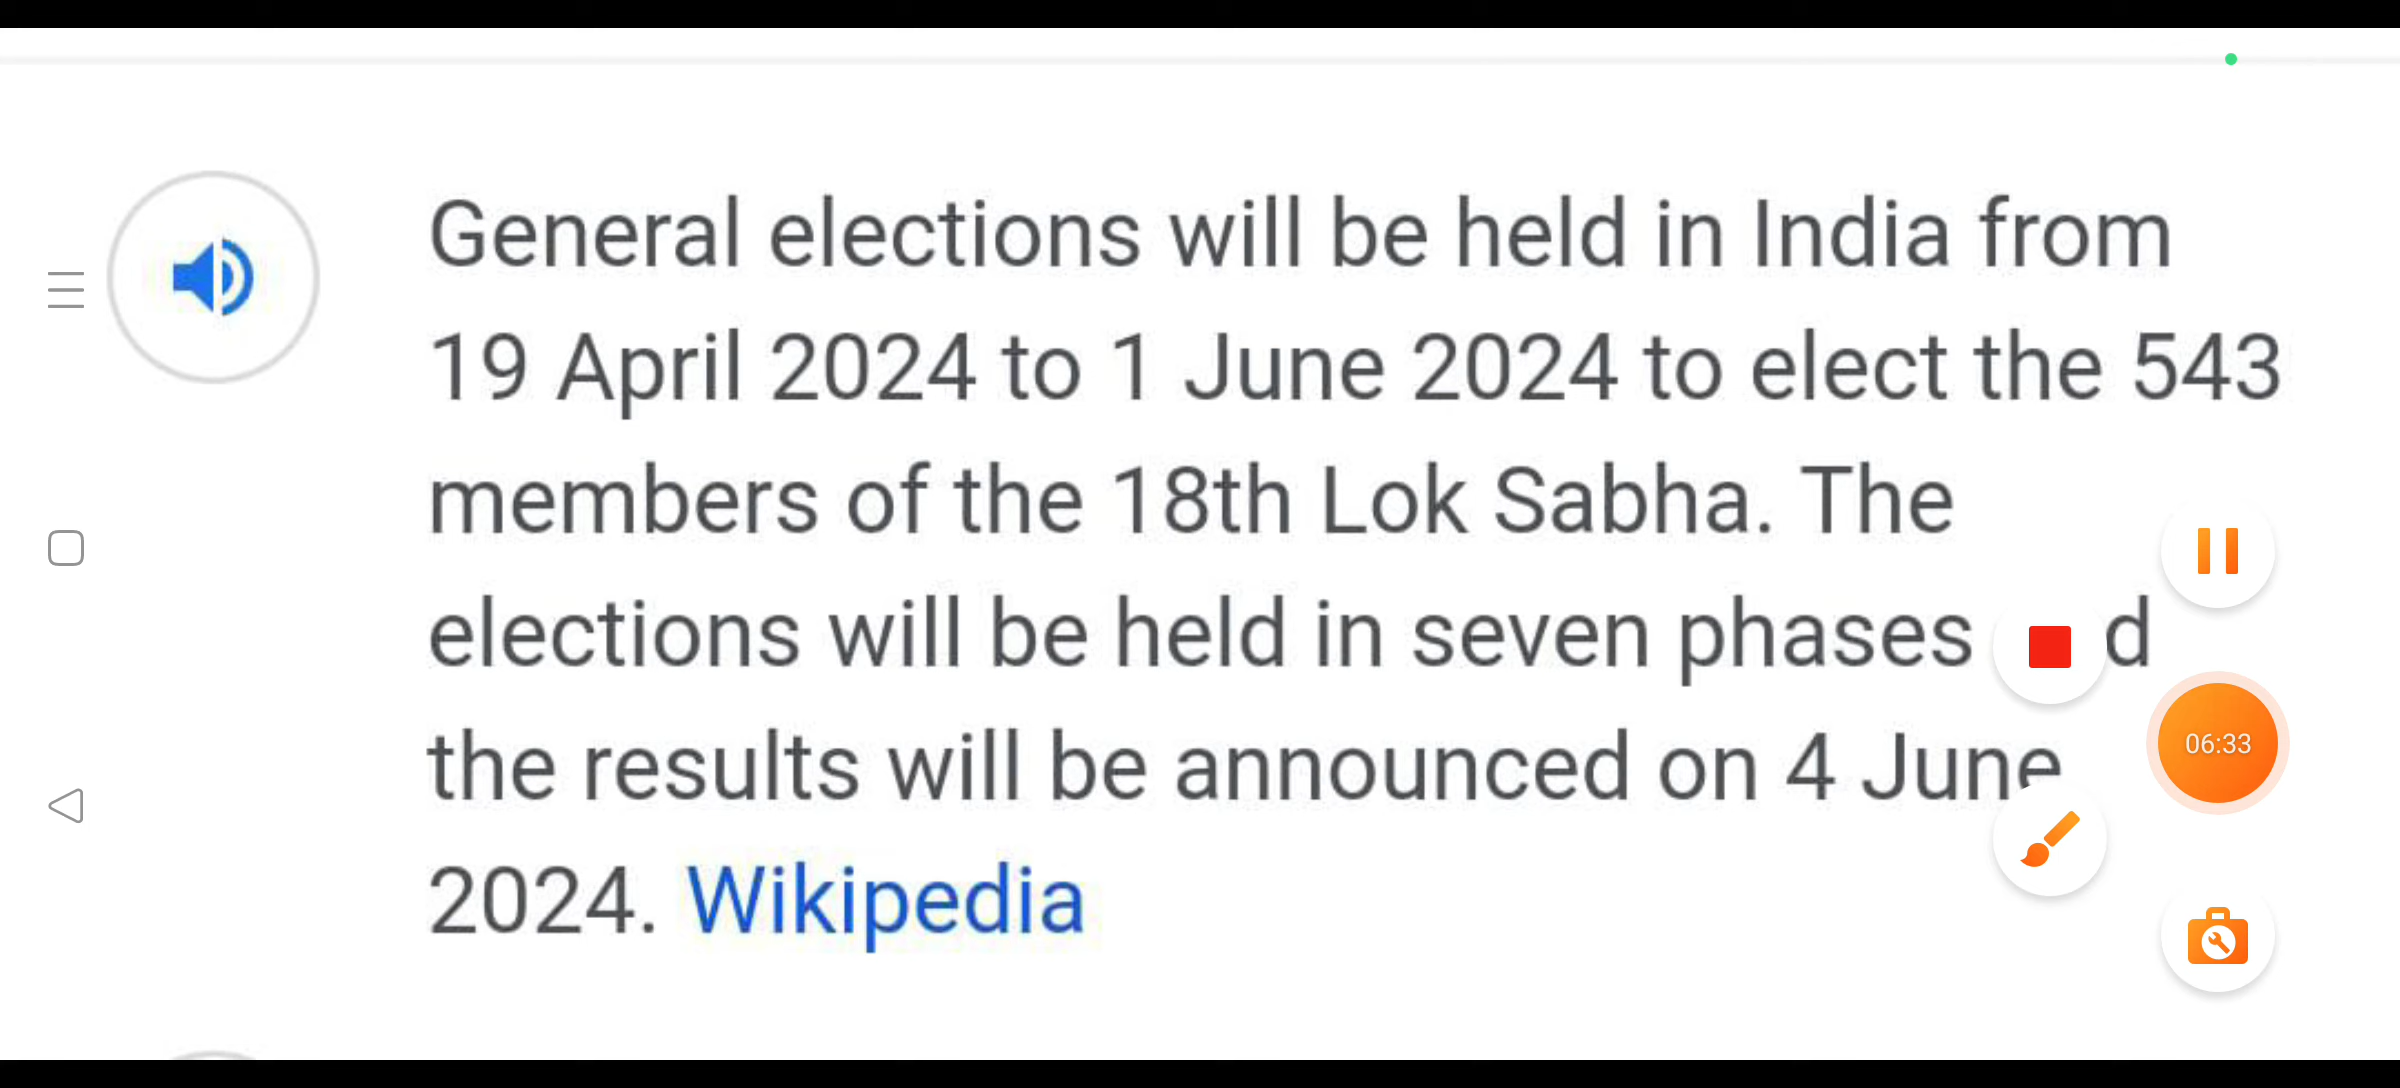 General elections will be held in India from
19 April 2024 to 1 June 2024 to elect the 543
members of the 18th Lok Sabha. The
elections will be held in seven phases
the results will be announced on 4 June
2024. Wikipedia
06:33